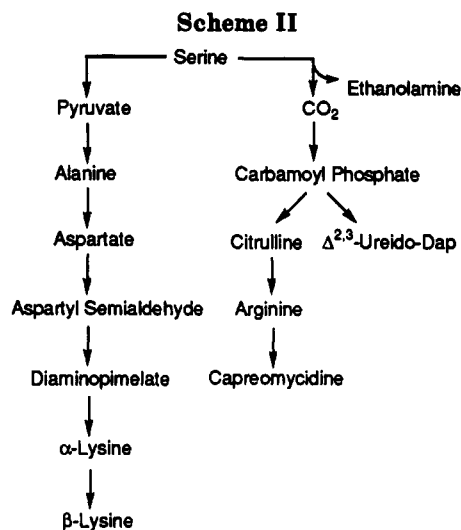 Scheme II
Serine
Ethanolamine
Pyruvate
CO₂
Alanine
Carbamoyl Phosphate
Aspartate
Citrulline
Δ²,³-Ureido-Dap
Aspartyl Semialdehyde
Arginine
Diaminopimelate
Capreomycidine
α-Lysine
β-Lysine